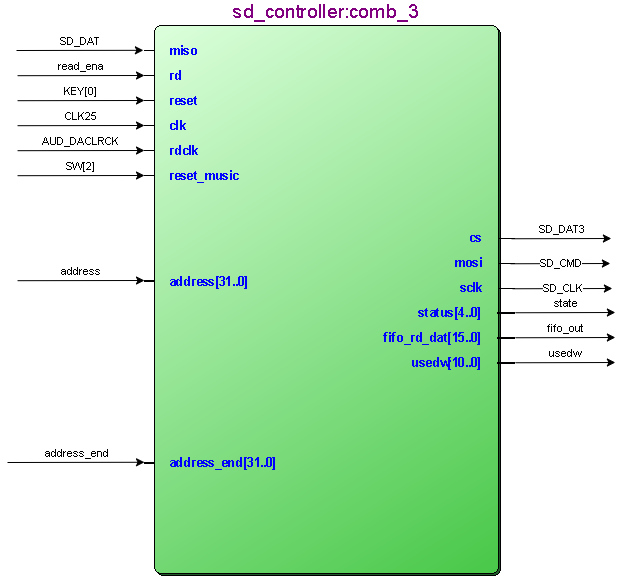 sd_controller:comb_3
SD_DAT
miso
read_ena
rd
KEY[0]
reset
CLK25
clk
AUD_DACLRCK
rdclk
SW[2]
reset_music
cs
SD_DAT3
mosi
SD_CMD
address
address[31..0]
sclk
SD_CLK
status[4..0]
state
fifo_rd_dat[15..0]
fifo_out
usedw[10..0]
usedw
address_end
address_end[31..0]